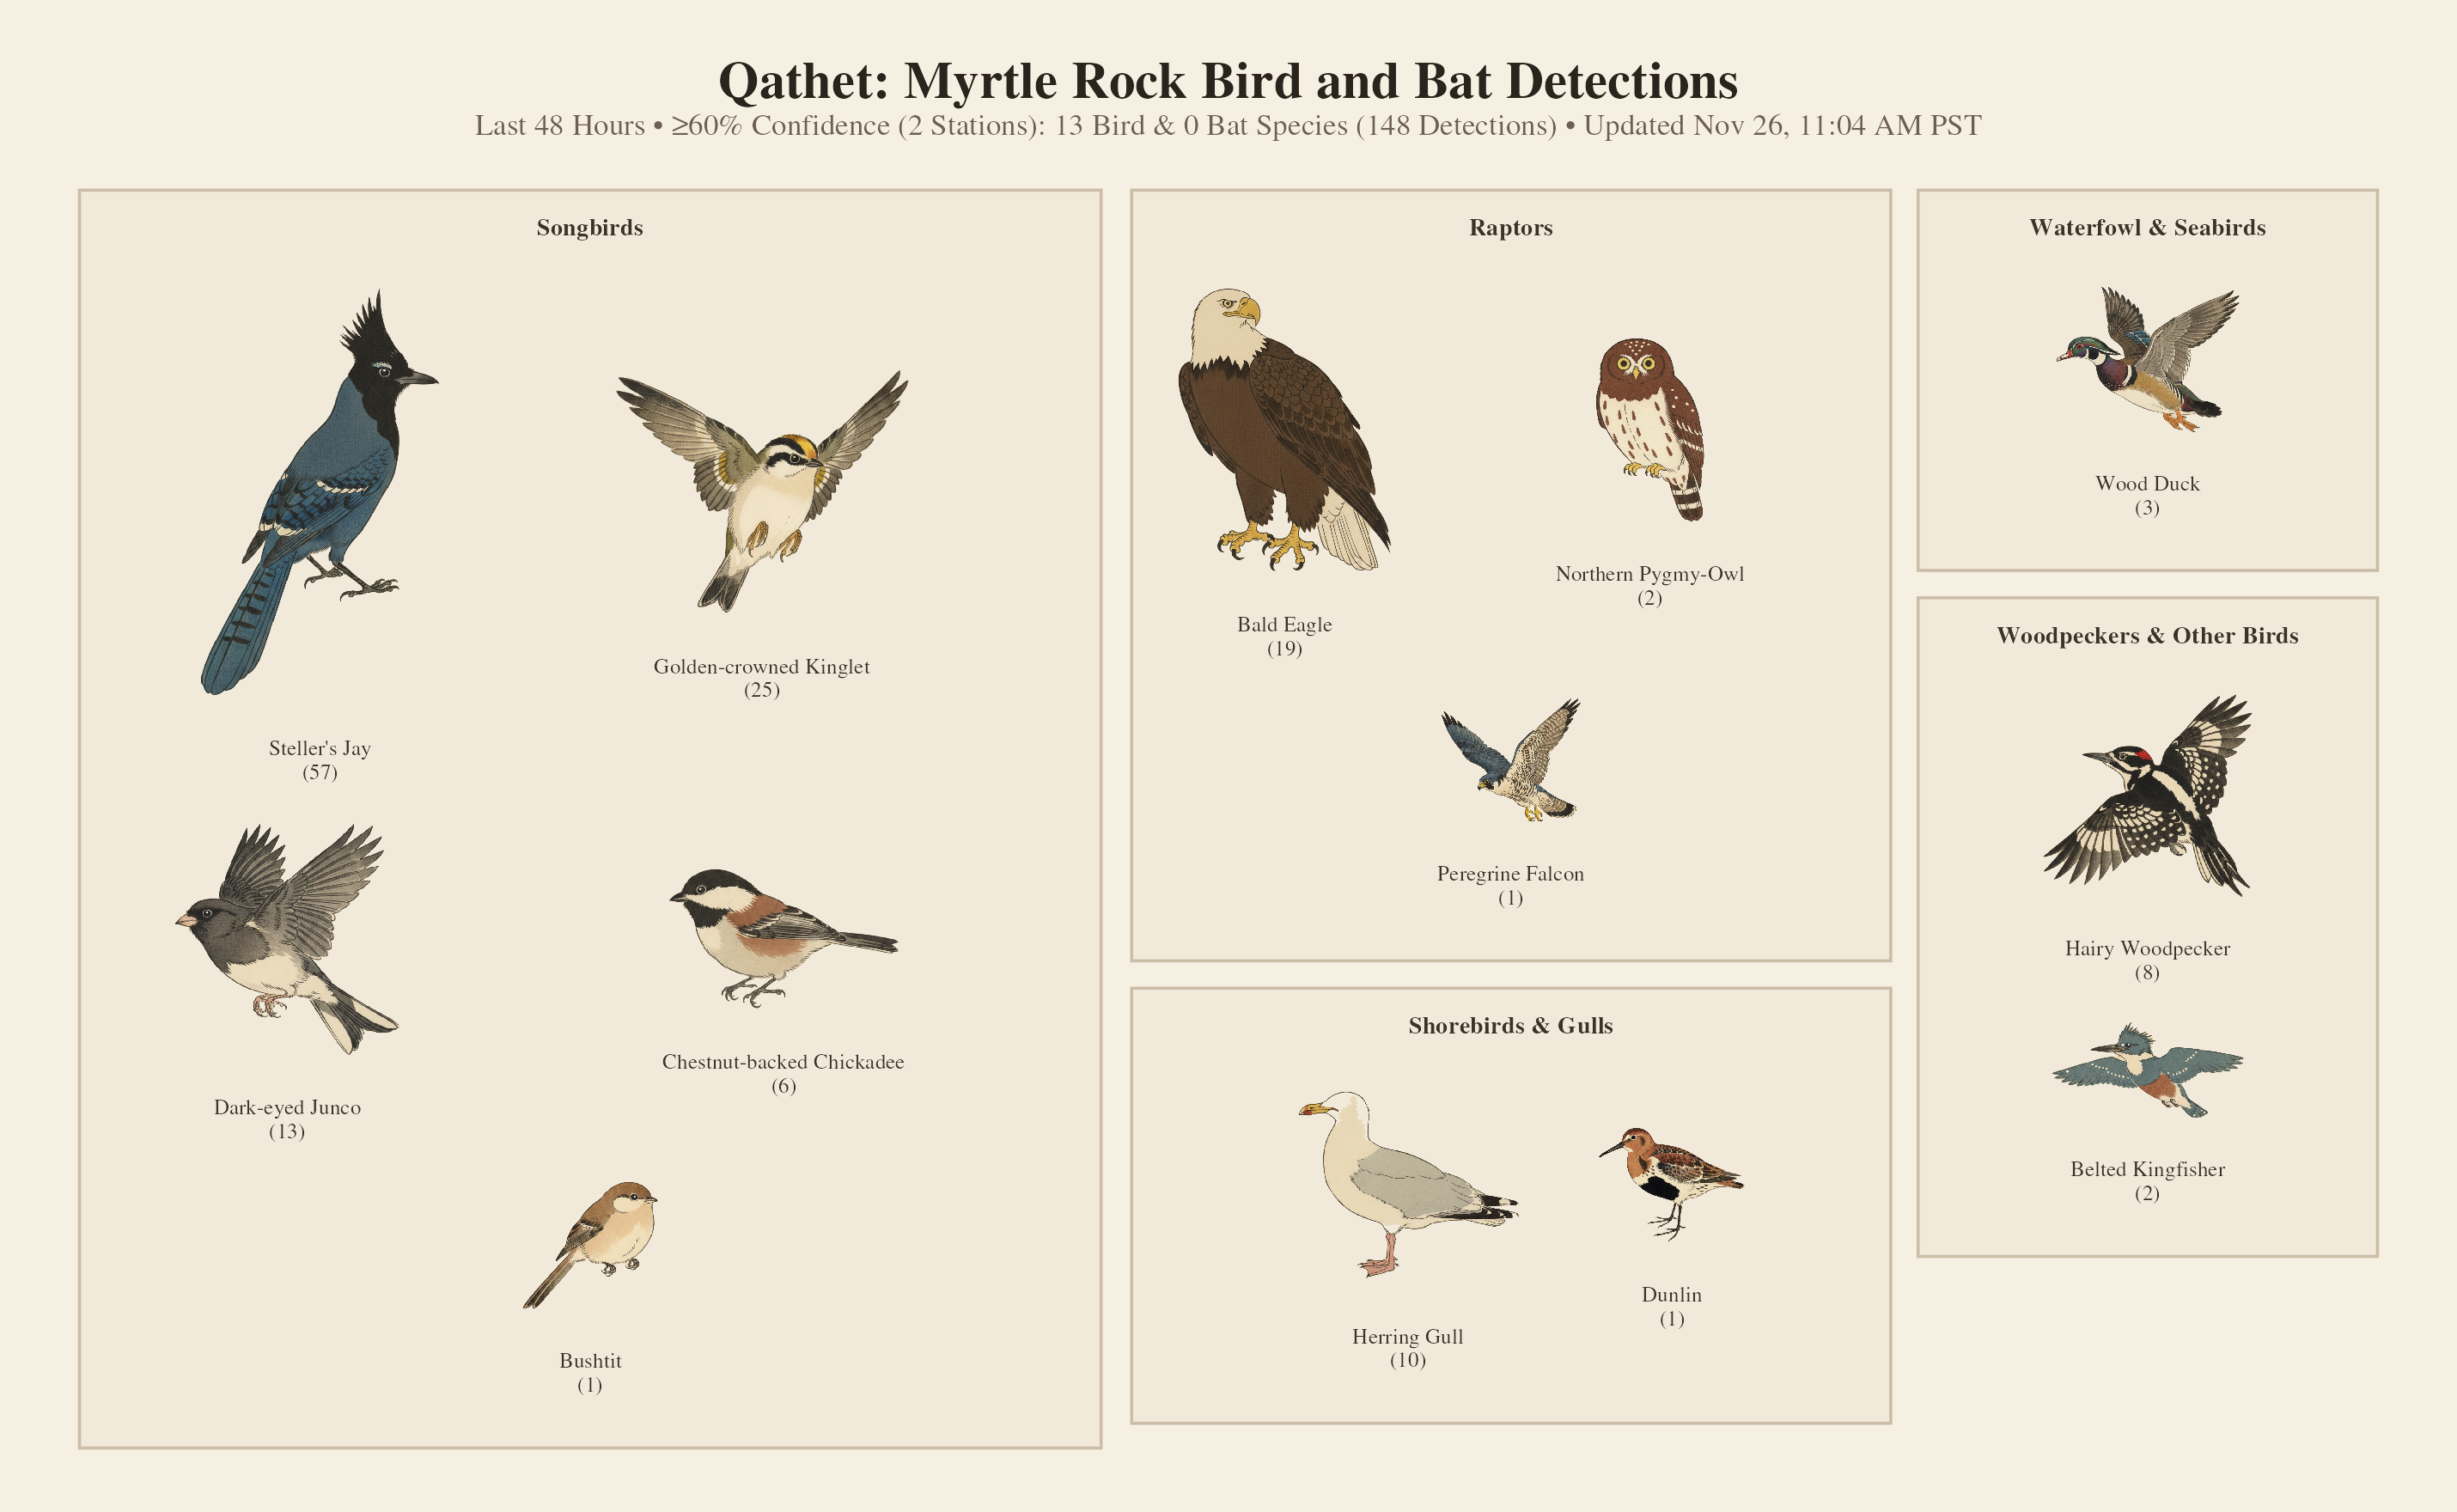 Qathet: Myrtle Rock Bird and Bat Detections
Last 48 Hours • ≥60% Confidence (2 Stations): 13 Bird & 0 Bat Species (148 Detections) • Updated Nov 26, 11:04 AM PST
Songbirds
Steller's Jay
(57)
Golden-crowned Kinglet
(25)
Dark-eyed Junco
(13)
Chestnut-backed Chickadee
(6)
Bushtit
(1)
Raptors
Bald Eagle
(19)
Northern Pygmy-Owl
(2)
Peregrine Falcon
(1)
Shorebirds & Gulls
Herring Gull
(10)
Dunlin
(1)
Waterfowl & Seabirds
Wood Duck
(3)
Woodpeckers & Other Birds
Hairy Woodpecker
(8)
Belted Kingfisher
(2)